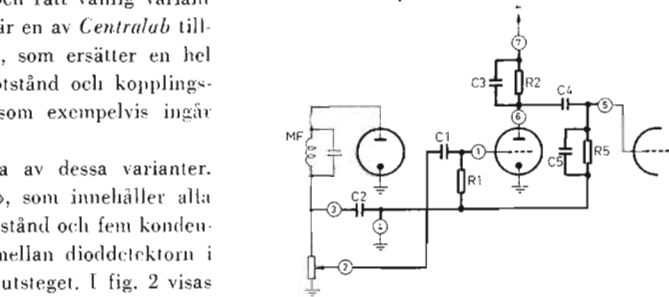 och rätt vanlig variant
är en av Centralab till-
, som ersätter en hel
otstånd och kopplings-
som exempelvis ingår
a av dessa varianter.
, som innehåller alla
stånd och fem konden-
mellan dioddetektorn i
utsteget. I fig. 2 visas
7
C3
R2
C4
5
6
MF
C1
1
C5
R5
R1
C2
3
4
2